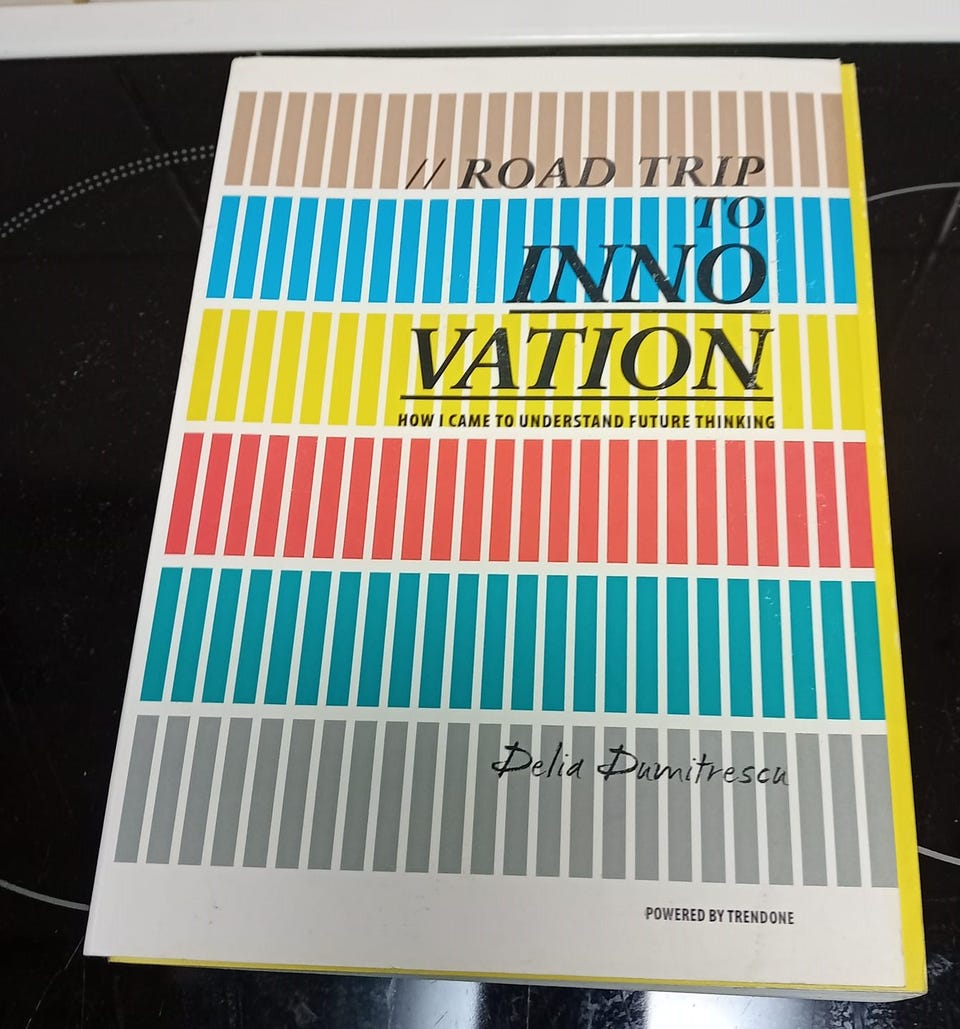 // ROAD TRIP
TO
INNO
VATION
HOW I CAME TO UNDERSTAND FUTURE THINKING
Delia Dumitrescu
POWERED BY TRENDONE